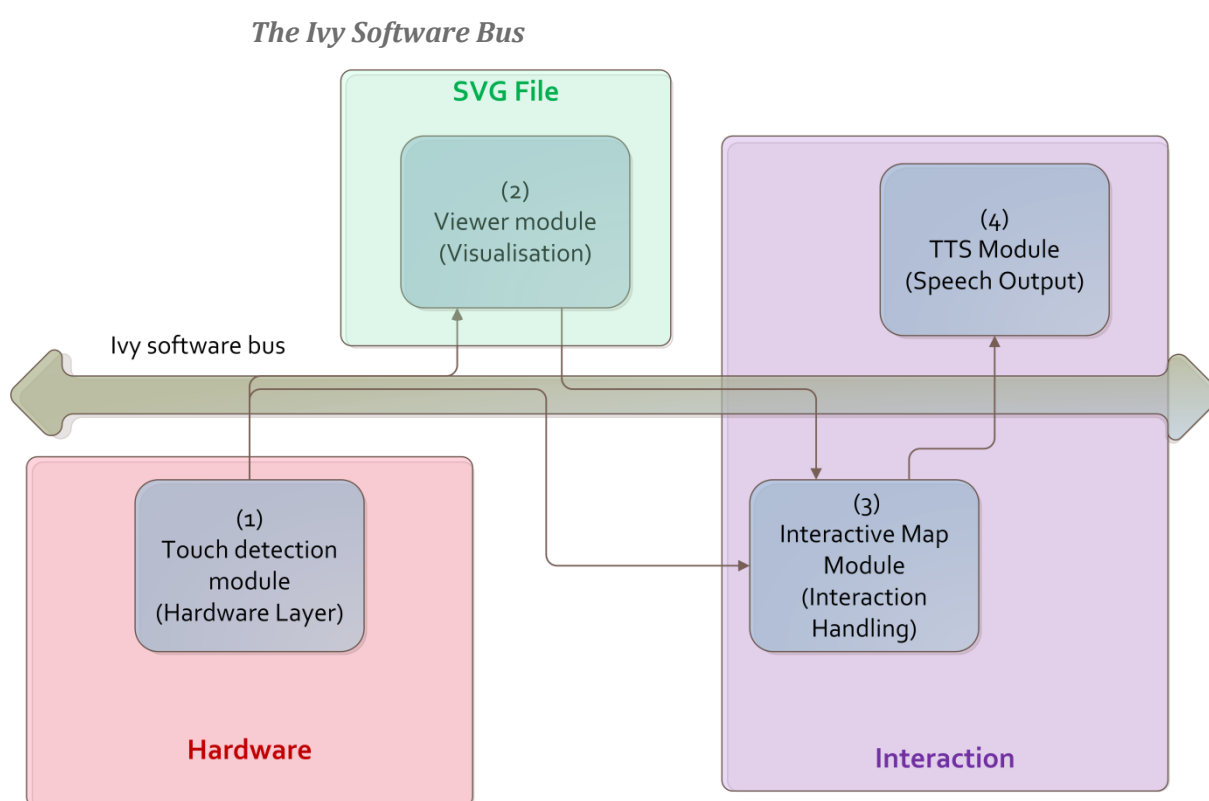 The Ivy Software Bus
SVG File
(2)
Viewer module
(Visualisation)
(4)
TTS Module
(Speech Output)
Ivy software bus
(1)
Touch detection
module
(Hardware Layer)
(3)
Interactive Map
Module
(Interaction
Handling)
Hardware
Interaction